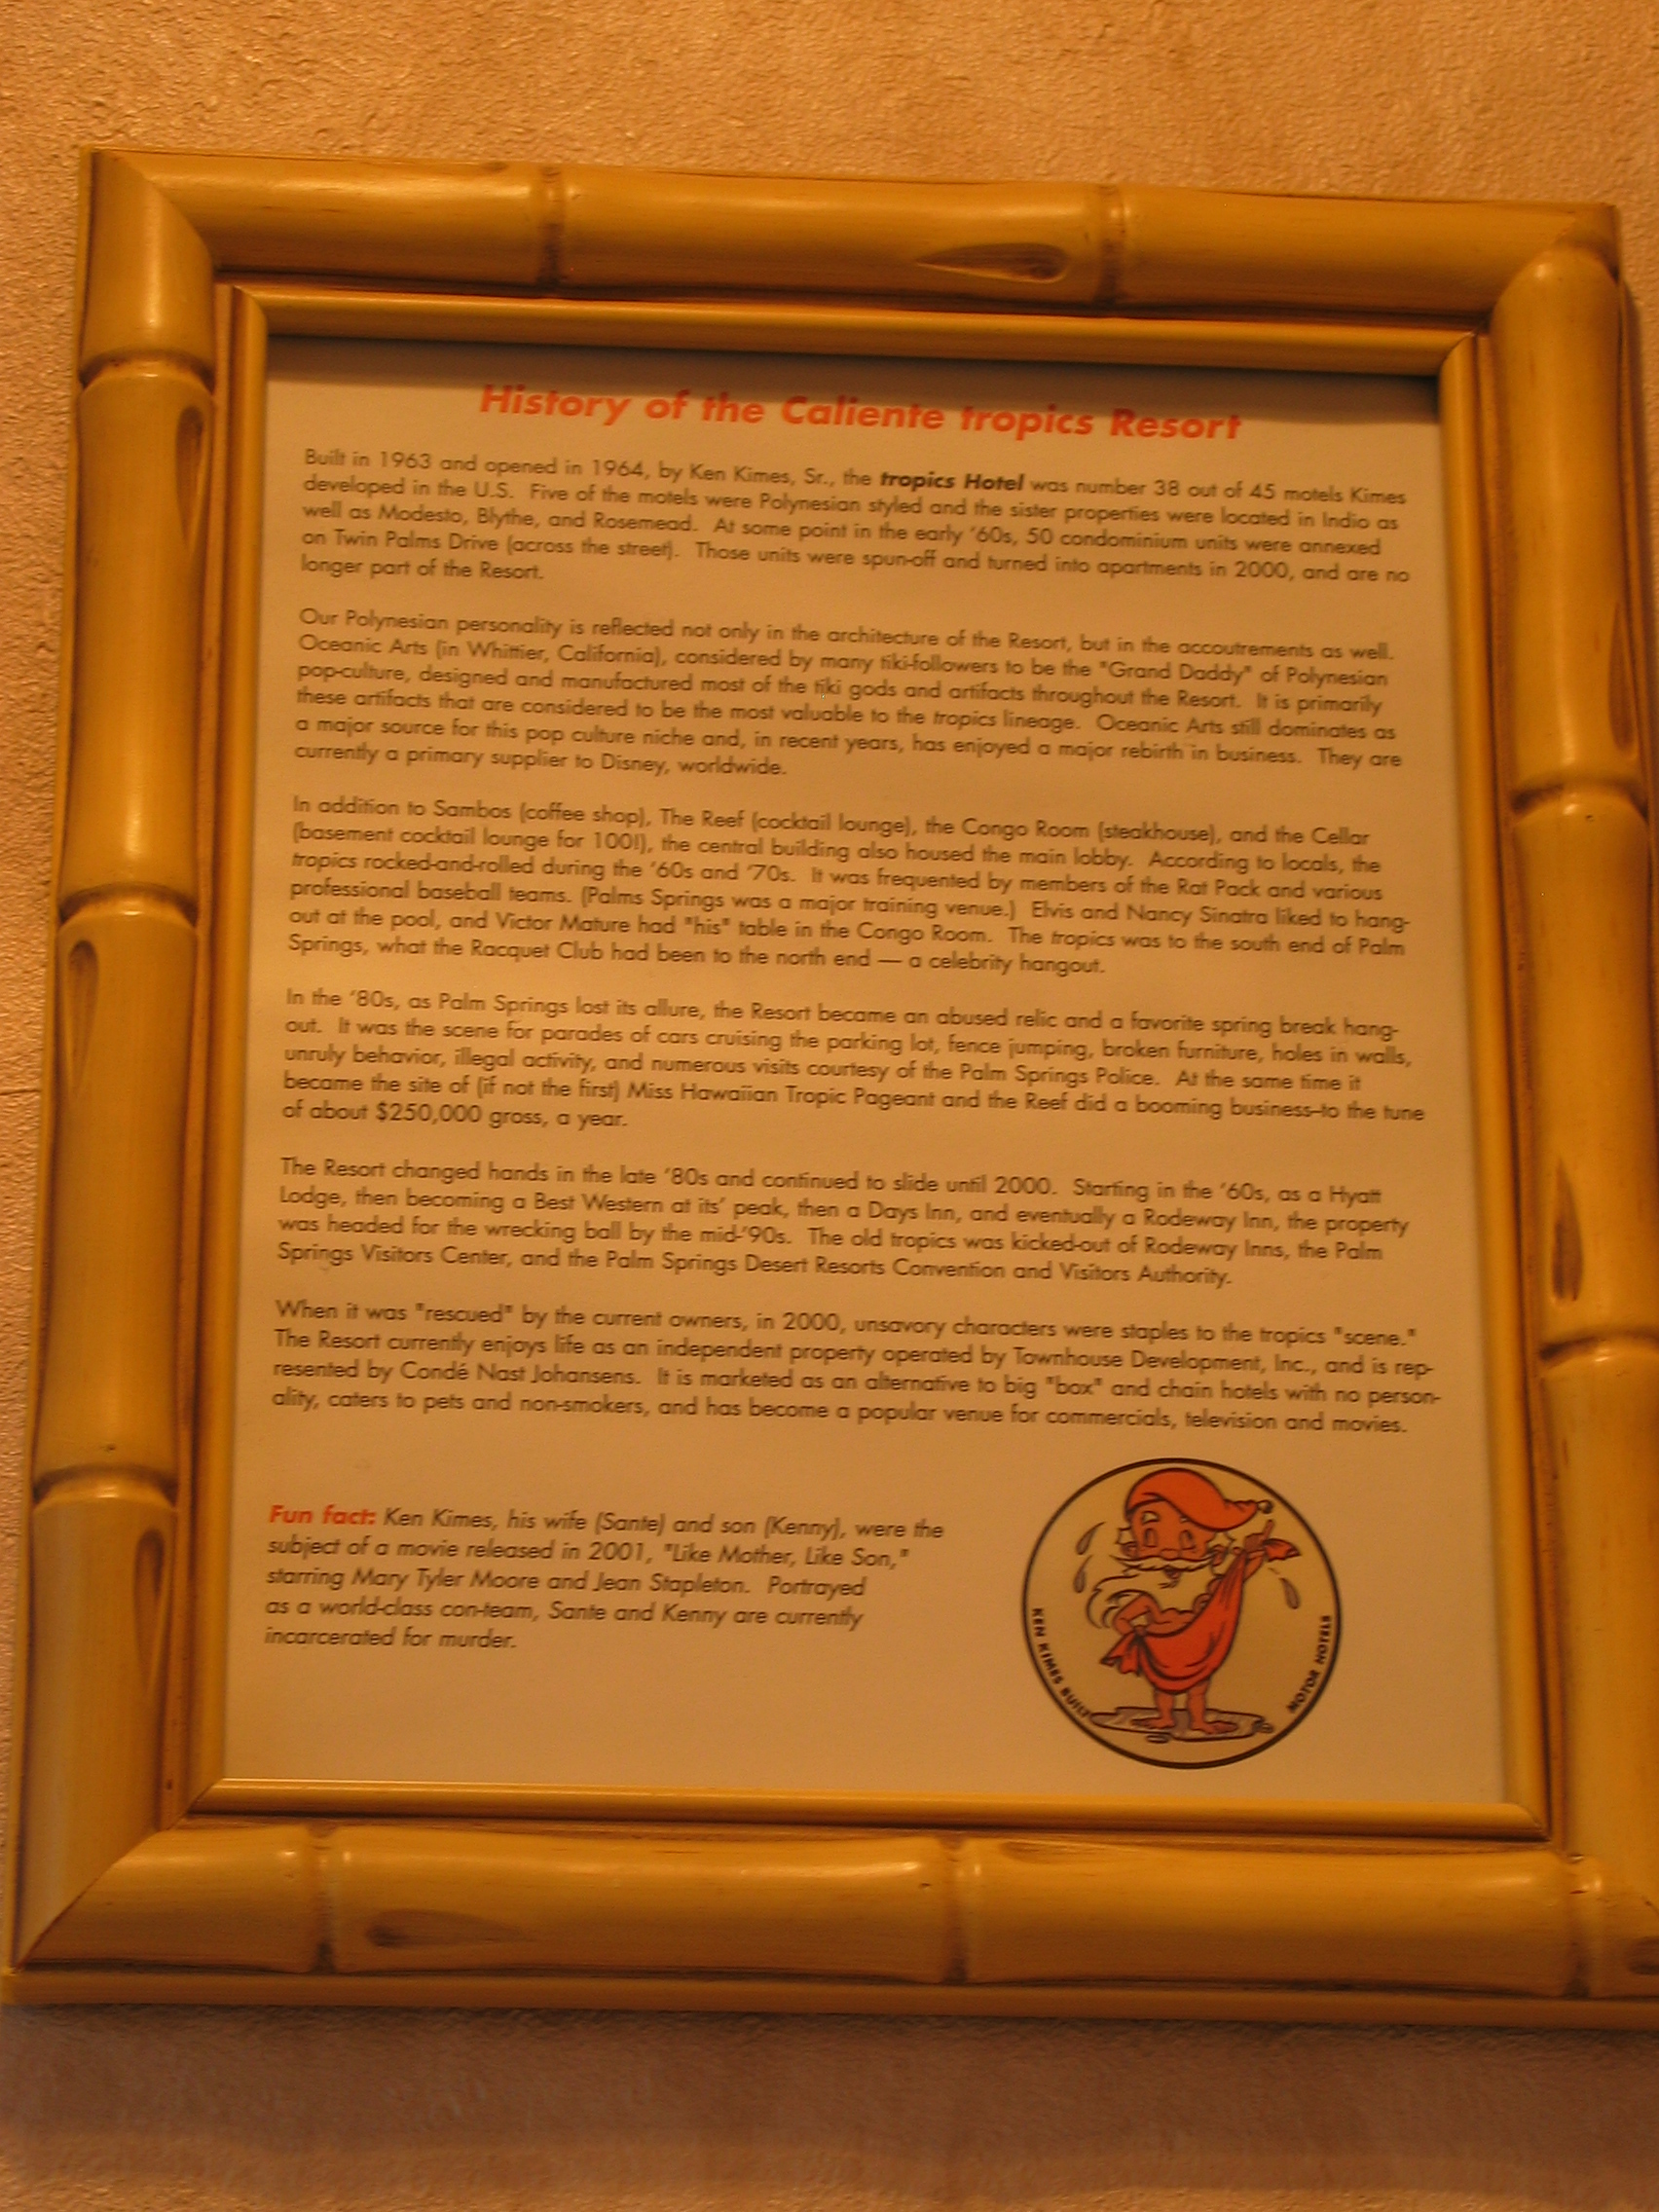 History of the Caliente tropics Resort
Built in 1963 and opened in 1964, by Ken Kimes, Sr., the tropics Hotel was number 38 out of 45 motels Kimes
developed in the U.S. Five of the motels were Polynesian styled and the sister properties were located in Indio as
well as Modesto, Blythe, and Rosemead. At some point in the early '60s, 50 condominium units were annexed
on Twin Palms Drive (across the street). Those units were spun-off and turned into apartments in 2000, and are no
longer part of the Resort.
Our Polynesian personality is reflected not only in the architecture of the Resort, but in the accoutrements as well.
Oceanic Arts (in Whittier, California), considered by many tiki-followers to be the "Grand Daddy" of Polynesian
pop-culture, designed and manufactured most of the tiki gods and artifacts throughout the Resort. It is primarily
these artifacts that are considered to be the most valuable to the tropics lineage. Oceanic Arts still dominates as
a major source for this pop culture niche and, in recent years, has enjoyed a major rebirth in business. They are
currently a primary supplier to Disney, worldwide.
In addition to Sambos (coffee shop), The Reef (cocktail lounge), the Congo Room (steakhouse), and the Cellar
(basement cocktail lounge for 100!), the central building also housed the main lobby. According to locals, the
tropics rocked-and-rolled during the '60s and '70s. It was frequented by members of the Rat Pack and various
professional baseball teams. (Palms Springs was a major training venue.) Elvis and Nancy Sinatra liked to hang-
out at the pool, and Victor Mature had "his" table in the Congo Room. The tropics was to the south end of Palm
Springs, what the Racquet Club had been to the north end — a celebrity hangout.
In the '80s, as Palm Springs lost its allure, the Resort became an abused relic and a favorite spring break hang-
out. It was the scene for parades of cars cruising the parking lot, fence jumping, broken furniture, holes in walls,
unruly behavior, illegal activity, and numerous visits courtesy of the Palm Springs Police. At the same time it
became the site of (if not the first) Miss Hawaiian Tropic Pageant and the Reef did a booming business–to the tune
of about $250,000 gross, a year.
The Resort changed hands in the late '80s and continued to slide until 2000. Starting in the '60s, as a Hyatt
Lodge, then becoming a Best Western at its' peak, then a Days Inn, and eventually a Rodeway Inn, the property
was headed for the wrecking ball by the mid-'90s. The old tropics was kicked-out of Rodeway Inns, the Palm
Springs Visitors Center, and the Palm Springs Desert Resorts Convention and Visitors Authority.
When it was "rescued" by the current owners, in 2000, unsavory characters were staples to the tropics "scene."
The Resort currently enjoys life as an independent property operated by Townhouse Development, Inc., and is rep-
resented by Condé Nast Johansens. It is marketed as an alternative to big "box" and chain hotels with no person-
ality, caters to pets and non-smokers, and has become a popular venue for commercials, television and movies.
Fun fact: Ken Kimes, his wife (Sante) and son (Kenny), were the
subject of a movie released in 2001, "Like Mother, Like Son,"
starring Mary Tyler Moore and Jean Stapleton. Portrayed
as a world-class con-team, Sante and Kenny are currently
incarcerated for murder.
KEN KIMES BUILT
MOTOR HOTELS